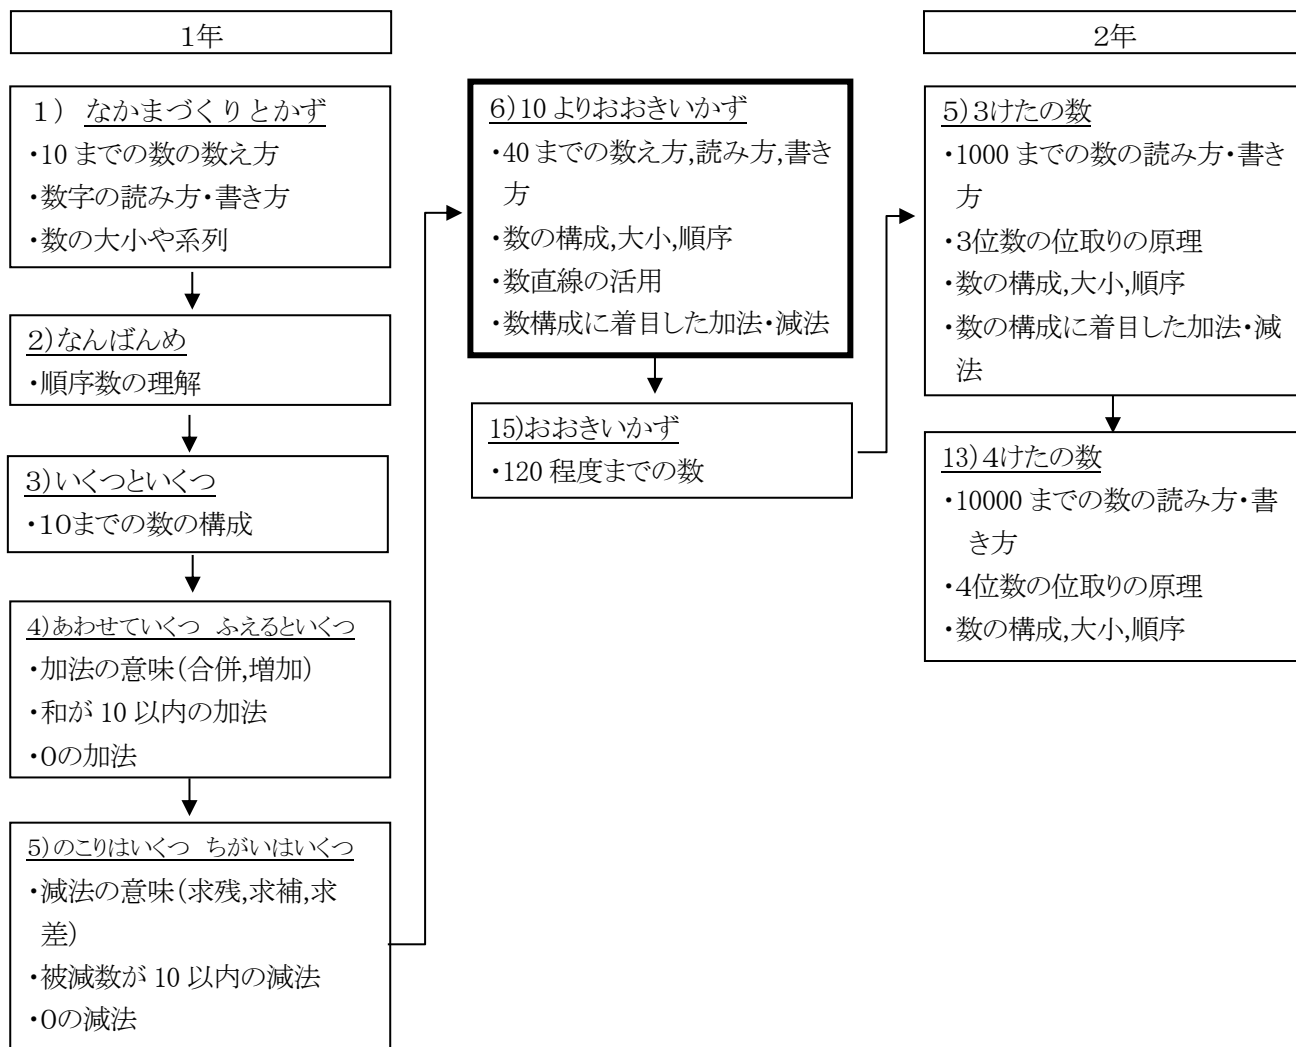 1年
1） なかまづくりとかず
・10までの数の数え方
・数字の読み方・書き方
・数の大小や系列
2)なんばんめ
・順序数の理解
3)いくつといくつ
・10までの数の構成
4)あわせていくつ ふえるといくつ
・加法の意味(合併,増加)
・和が 10 以内の加法
・0の加法
5)のこりはいくつ ちがいはいくつ
・減法の意味(求残,求補,求
差)
・被減数が 10 以内の減法
・0の減法
6)10 よりおおきいかず
・40 までの数え方,読み方,書き
方
・数の構成,大小,順序
・数直線の活用
・数構成に着目した加法・減法
15)おおきいかず
・120 程度までの数
2年
5)3けたの数
・1000 までの数の読み方・書き
方
・3位数の位取りの原理
・数の構成,大小,順序
・数の構成に着目した加法・減
法
13)4けたの数
・10000 までの数の読み方・書
き方
・4位数の位取りの原理
・数の構成,大小,順序